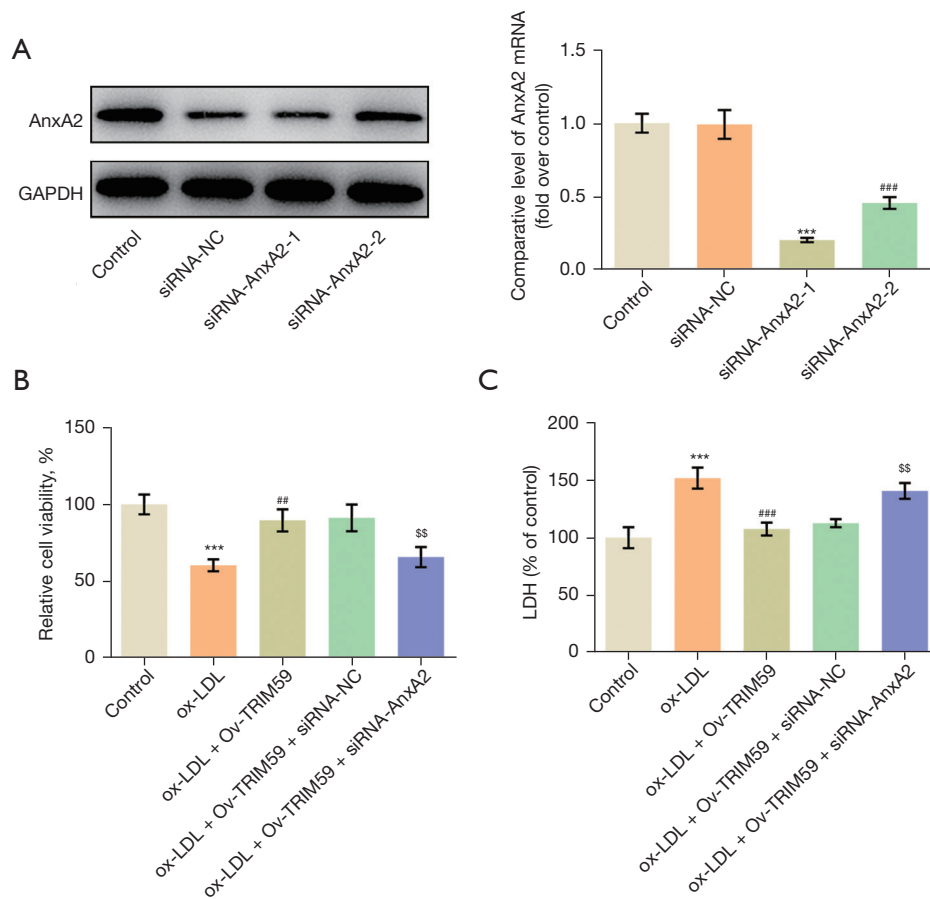 A
AnxA2
GAPDH
Control
siRNA-NC
siRNA-AnxA2-1
siRNA-AnxA2-2
Comparative level of AnxA2 mRNA
(fold over control)
1.5
1.0
0.5
0.0
***
###
Control
siRNA-NC
siRNA-AnxA2-1
siRNA-AnxA2-2
B
Relative cell viability, %
150
100
50
0
***
##
$$
Control
ox-LDL
ox-LDL + Ov-TRIM59
ox-LDL + Ov-TRIM59 + siRNA-NC
ox-LDL + Ov-TRIM59 + siRNA-AnxA2
C
LDH (% of control)
200
150
100
50
0
***
###
$$
Control
ox-LDL
ox-LDL + Ov-TRIM59
ox-LDL + Ov-TRIM59 + siRNA-NC
ox-LDL + Ov-TRIM59 + siRNA-AnxA2